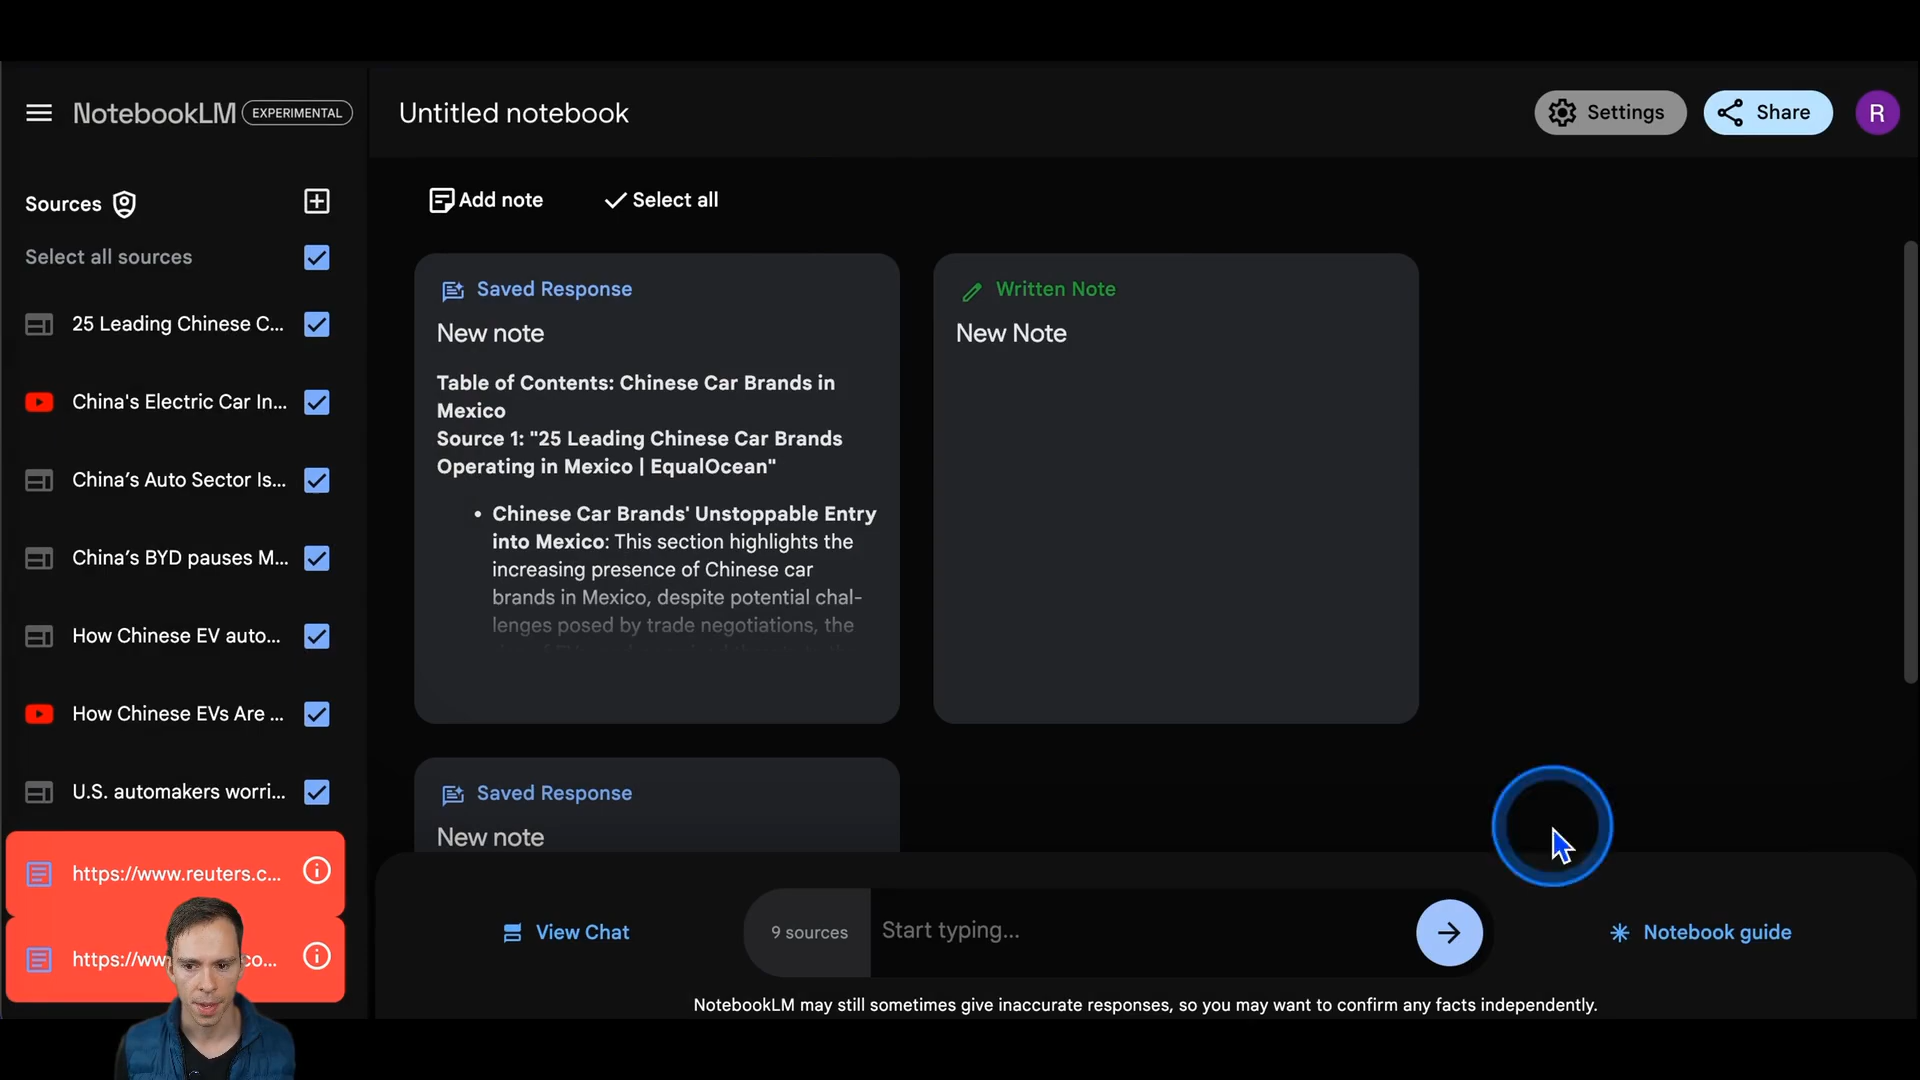 NotebookLM EXPERIMENTAL
Untitled notebook
Settings
Share
R
Sources
Select all sources
25 Leading Chinese C...
China's Electric Car In...
China's Auto Sector Is...
China's BYD pauses M...
How Chinese EV auto...
How Chinese EVs Are ...
U.S. automakers worri...
https://www.reuters.c...
https://ww
co...
Add note
Select all
Saved Response
New note
Table of Contents: Chinese Car Brands in
Mexico
Source 1: "25 Leading Chinese Car Brands
Operating in Mexico | EqualOcean"
• Chinese Car Brands' Unstoppable Entry
into Mexico: This section highlights the
increasing presence of Chinese car
brands in Mexico, despite potential chal-
lenges posed by trade negotiations, the
Written Note
New Note
Saved Response
New note
View Chat
9 sources
Start typing...
Notebook guide
NotebookLM may still sometimes give inaccurate responses, so you may want to confirm any facts independently.